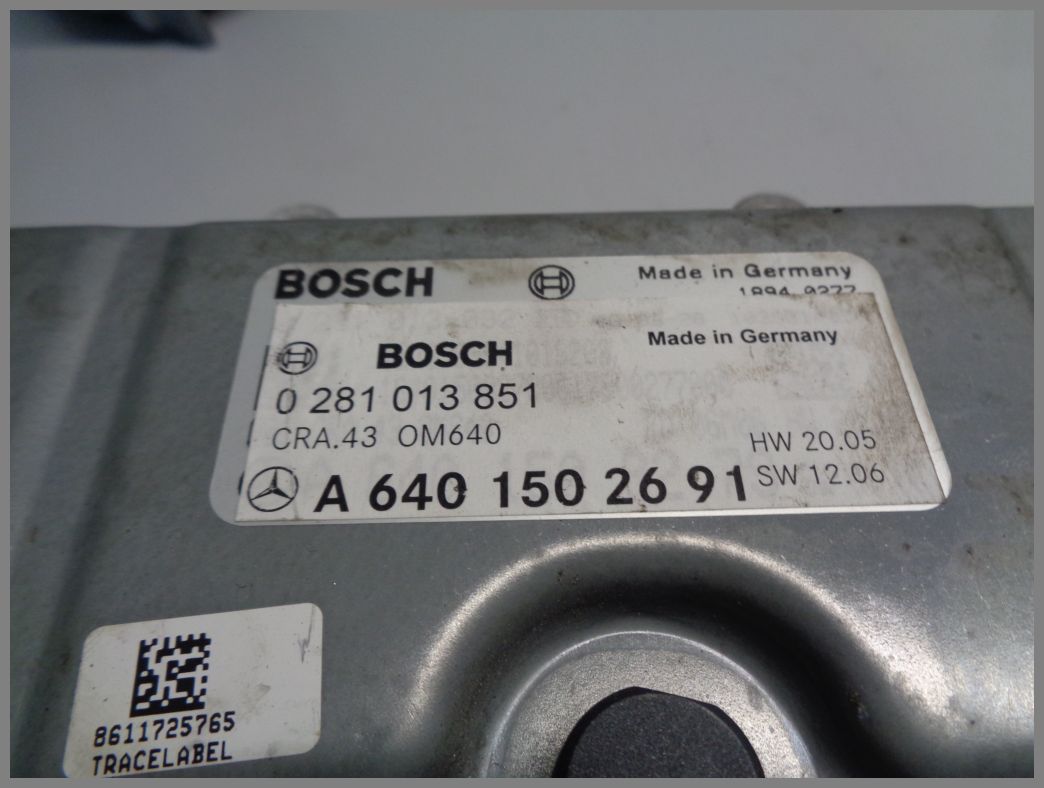 BOSCH
Made in Germany
BOSCH
Made in Germany
0 281 013 851
CRA.43 OM640
HW 20.05
A 640 150 26 91
SW 12.06
8611725765
TRACELABEL